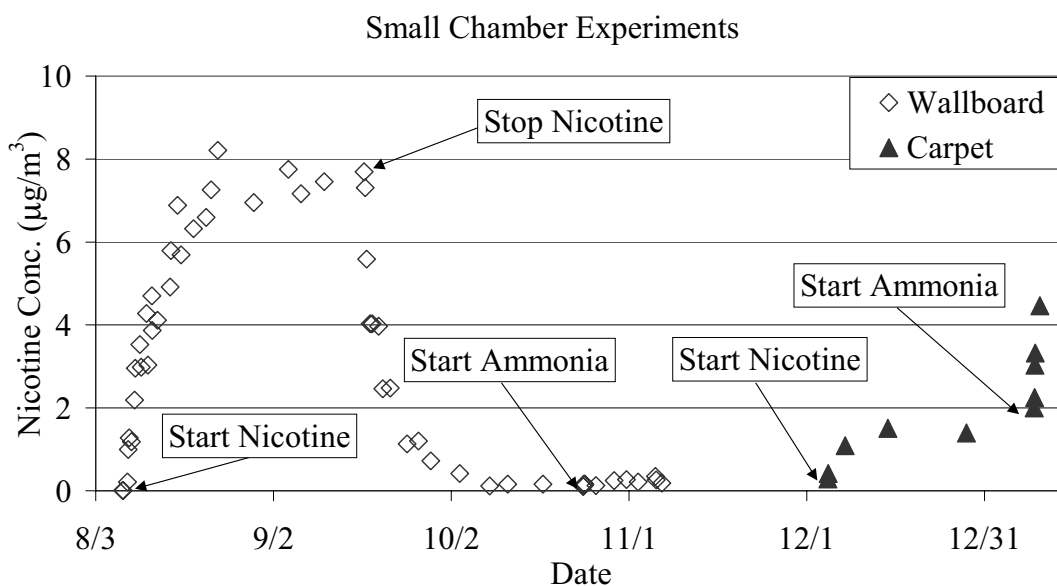 Small Chamber Experiments
10
8
6
4
2
0
Nicotine Conc. (µg/m³)
Wallboard
Carpet
Stop Nicotine
Start Ammonia
Start Ammonia
Start Nicotine
Start Nicotine
8/3 9/2 10/2 11/1 12/1 12/31
Date